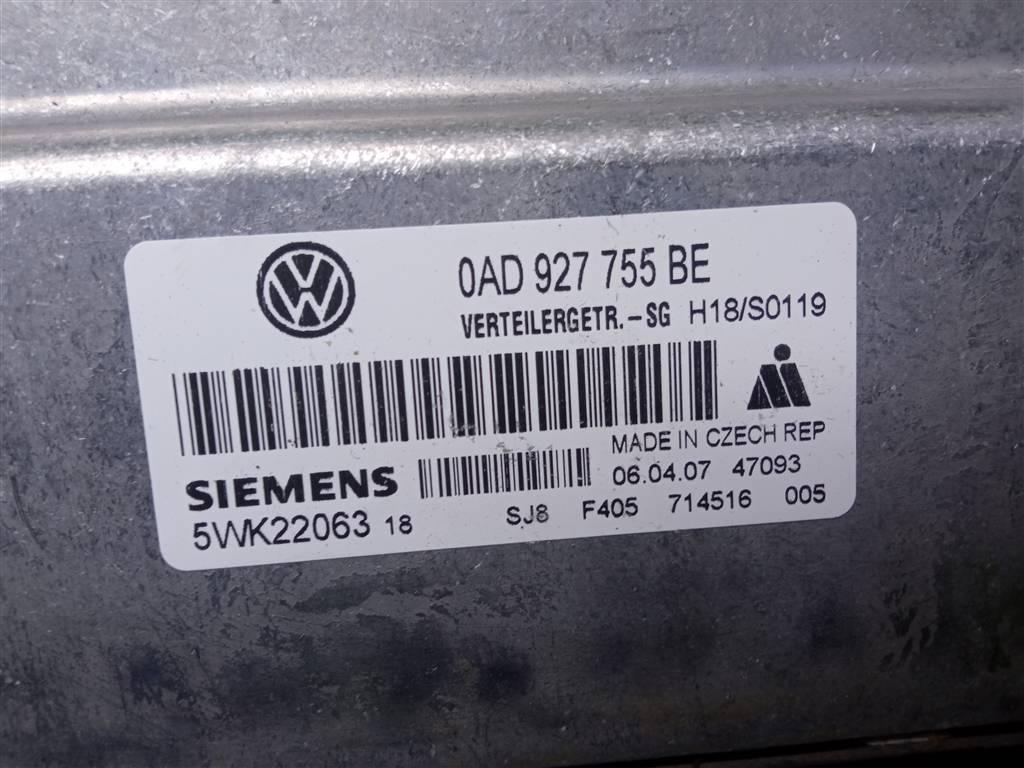 0AD 927 755 BE
VERTEILERGETR.-SG H18/S0119
MADE IN CZECH REP
SIEMENS
06.04.07 47093
5WK22063 18
SJ8 F405 714516 005